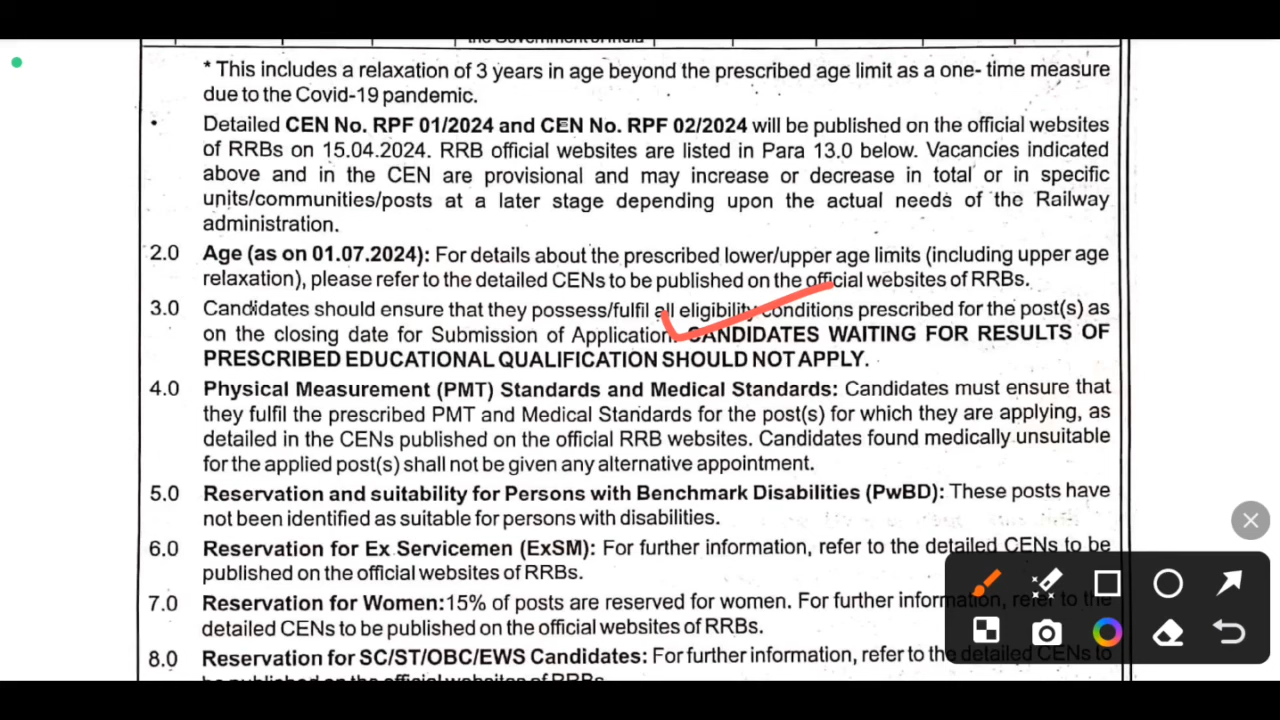 the Government of India
* This includes a relaxation of 3 years in age beyond the prescribed age limit as a one- time measure
due to the Covid-19 pandemic.
• Detailed CEN No. RPF 01/2024 and CEN No. RPF 02/2024 will be published on the official websites
of RRBs on 15.04.2024. RRB official websites are listed in Para 13.0 below. Vacancies indicated
above and in the CEN are provisional and may increase or decrease in total or in specific
units/communities/posts at a later stage depending upon the actual needs of the Railway
administration.
2.0 Age (as on 01.07.2024): For details about the prescribed lower/upper age limits (including upper age
relaxation), please refer to the detailed CENs to be published on the official websites of RRBs.
3.0 Candidates should ensure that they possess/fulfil all eligibility conditions prescribed for the post(s) as
on the closing date for Submission of Application. CANDIDATES WAITING FOR RESULTS OF
PRESCRIBED EDUCATIONAL QUALIFICATION SHOULD NOT APPLY.
4.0 Physical Measurement (PMT) Standards and Medical Standards: Candidates must ensure that
they fulfil the prescribed PMT and Medical Standards for the post(s) for which they are applying, as
detailed in the CENs published on the official RRB websites. Candidates found medically unsuitable
for the applied post(s) shall not be given any alternative appointment.
5.0 Reservation and suitability for Persons with Benchmark Disabilities (PwBD): These posts have
not been identified as suitable for persons with disabilities.
6.0 Reservation for Ex Servicemen (ExSM): For further information, refer to the detailed CENs to be
published on the official websites of RRBs.
7.0 Reservation for Women:15% of posts are reserved for women. For further information, refer to the
detailed CENs to be published on the official websites of RRBs.
8.0 Reservation for SC/ST/OBC/EWS Candidates: For further information, refer to the detailed CENs to
be published on the official websites of RRBs.